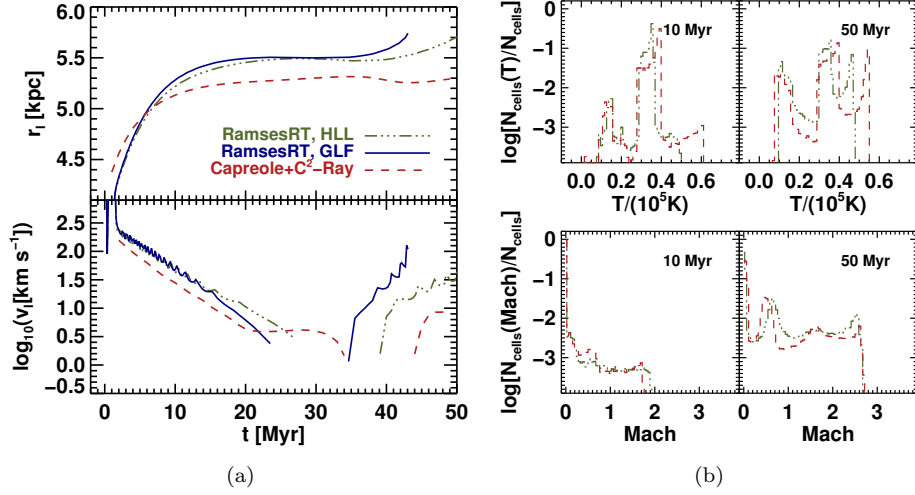 5.5
5.0
4.5
r_I [kpc]
RamsesRT, HLL
RamsesRT, GLF
Capreole+C²−Ray
2.5
2.0
1.5
1.0
0.5
0.0
−0.5
log₁₀(v_I[km s⁻¹])
0 10 20 30 40 50
t [Myr]
(a)
0
−1
−2
−3
log[N_cells(T)/N_cells]
10 Myr
50 Myr
0.0 0.2 0.4 0.6
0.0 0.2 0.4 0.6
T/(10⁵K)
T/(10⁵K)
0
−1
−2
−3
log[N_cells(Mach)/N_cells]
10 Myr
50 Myr
0 1 2 3
0 1 2 3
Mach
Mach
(b)